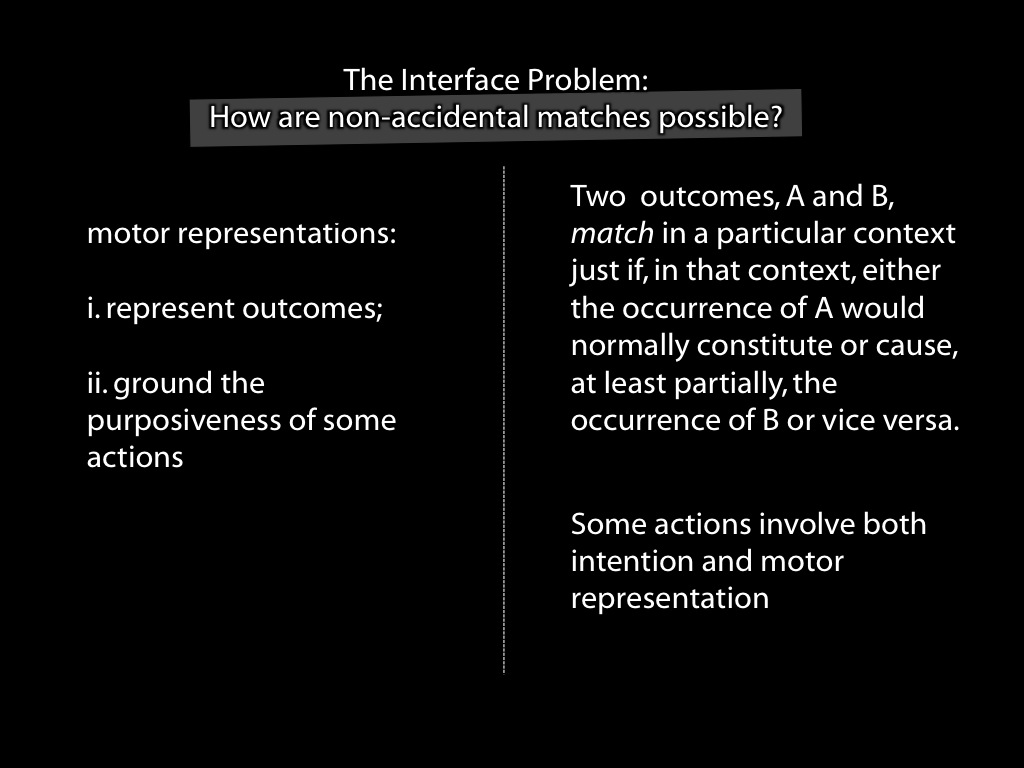 The Interface Problem:
How are non-accidental matches possible?
motor representations:
i. represent outcomes;
ii. ground the
purposiveness of some
actions
Two  outcomes, A and B,
match in a particular context
just if, in that context, either
the occurrence of A would
normally constitute or cause,
at least partially, the
occurrence of B or vice versa.
Some actions involve both
intention and motor
representation